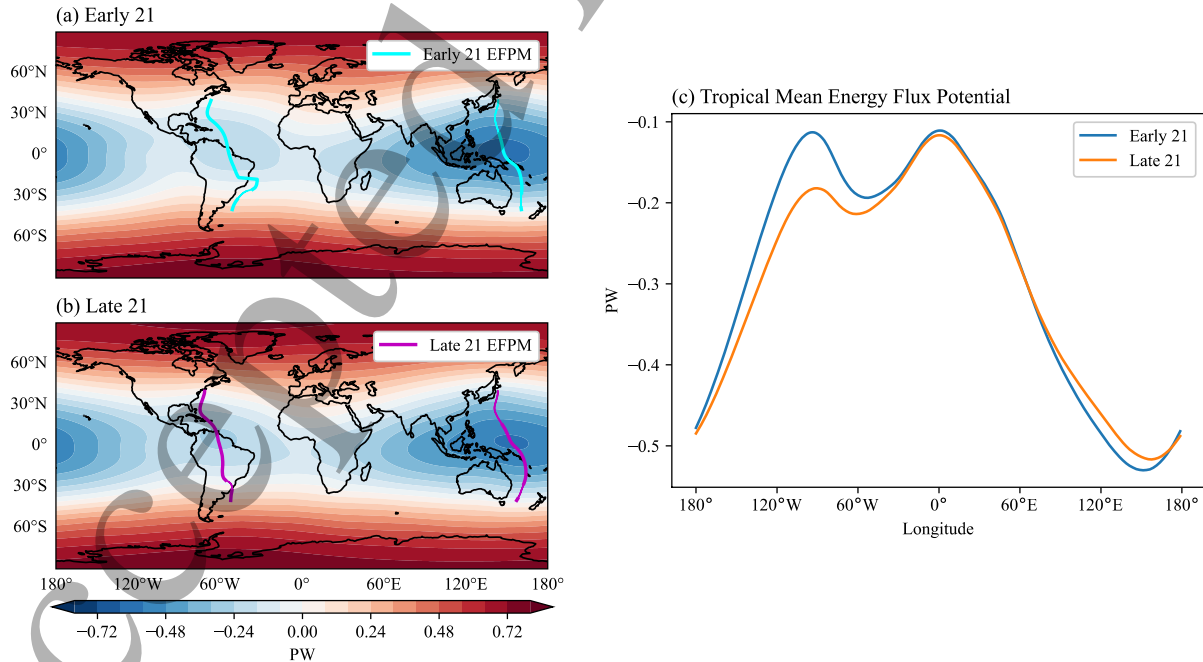 (a) Early 21
Early 21 EFPM
60°N
30°N
0°
30°S
60°S
(b) Late 21
Late 21 EFPM
60°N
30°N
0°
30°S
60°S
180° 120°W 60°W 0° 60°E 120°E 180°
−0.72 −0.48 −0.24 0.00 0.24 0.48 0.72
PW
(c) Tropical Mean Energy Flux Potential
Early 21
Late 21
−0.1
−0.2
−0.3
−0.4
−0.5
PW
180° 120°W 60°W 0° 60°E 120°E 180°
Longitude
ccepted